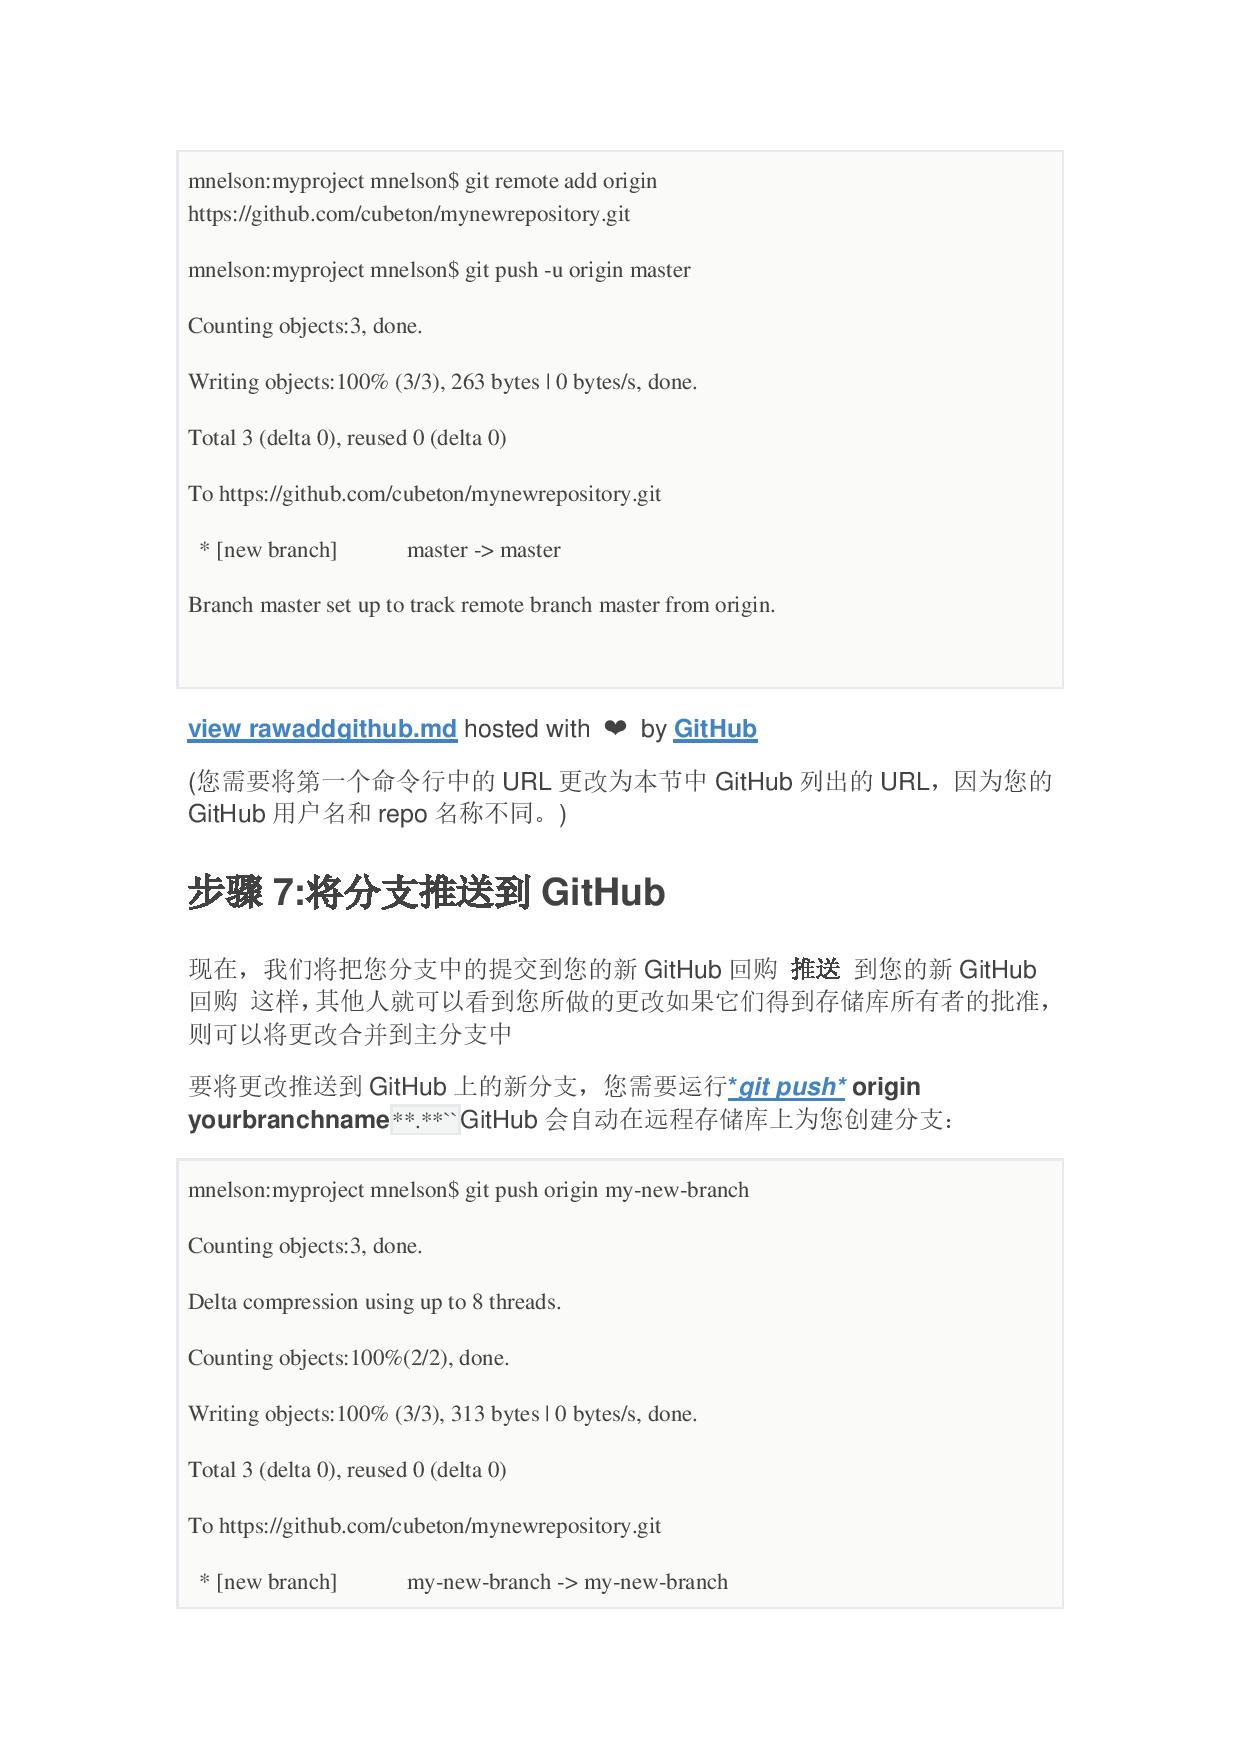 mnelson:myproject mnelson$ git remote add origin
https://github.com/cubeton/mynewrepository.git
mnelson:myproject mnelson$ git push -u origin master
Counting objects:3, done.
Writing objects:100% (3/3), 263 bytes | 0 bytes/s, done.
Total 3 (delta 0), reused 0 (delta 0)
To https://github.com/cubeton/mynewrepository.git
* [new branch] master -> master
Branch master set up to track remote branch master from origin.
view rawaddgithub.md hosted with ❤ by GitHub
(您需要将第一个命令行中的 URL 更改为本节中 GitHub 列出的 URL，因为您的
GitHub 用户名和 repo 名称不同。)
步骤 7:将分支推送到 GitHub
现在，我们将把您分支中的提交到您的新 GitHub 回购 推送 到您的新 GitHub
回购 这样，其他人就可以看到您所做的更改如果它们得到存储库所有者的批准，
则可以将更改合并到主分支中
要将更改推送到 GitHub 上的新分支，您需要运行*git push* origin
yourbranchname**.**``GitHub 会自动在远程存储库上为您创建分支：
mnelson:myproject mnelson$ git push origin my-new-branch
Counting objects:3, done.
Delta compression using up to 8 threads.
Counting objects:100%(2/2), done.
Writing objects:100% (3/3), 313 bytes | 0 bytes/s, done.
Total 3 (delta 0), reused 0 (delta 0)
To https://github.com/cubeton/mynewrepository.git
* [new branch] my-new-branch -> my-new-branch